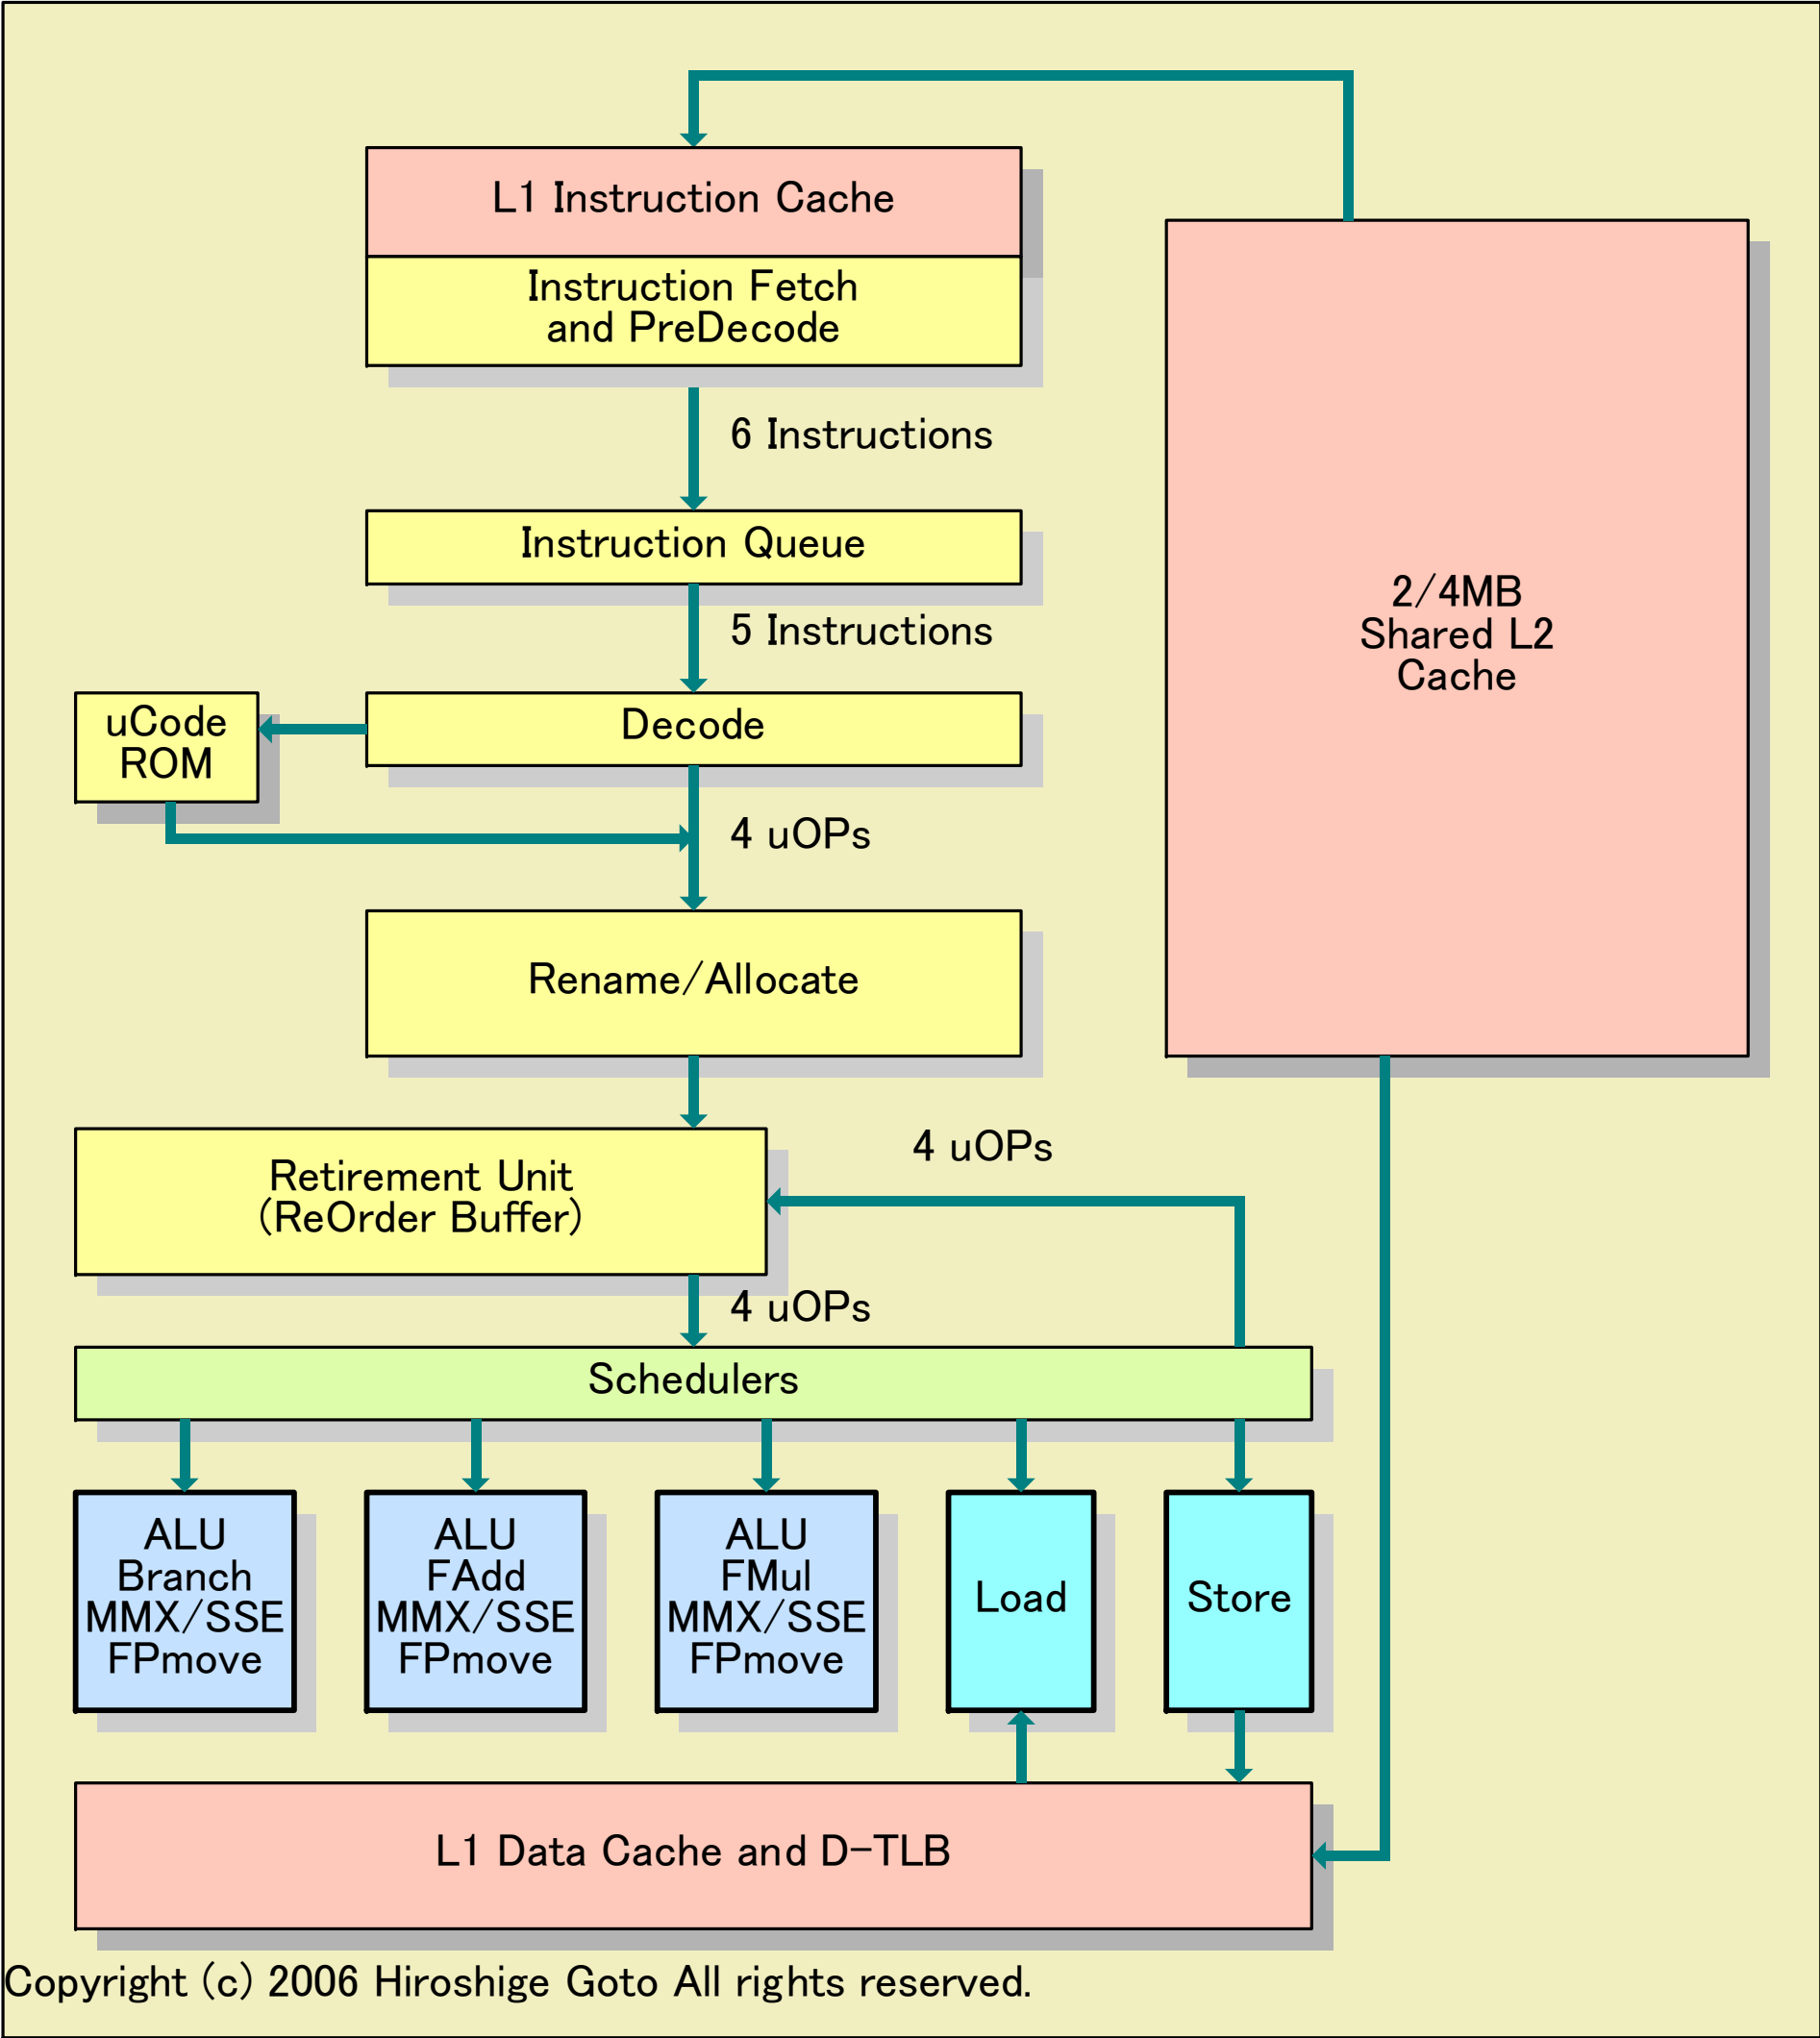 L1 Instruction Cache
Instruction Fetch
and PreDecode
6 Instructions
Instruction Queue
5 Instructions
2/4MB
Shared L2
Cache
uCode
ROM
Decode
4 uOPs
Rename/Allocate
4 uOPs
Retirement Unit
(ReOrder Buffer)
4 uOPs
Schedulers
ALU
Branch
MMX/SSE
FPmove
ALU
FAdd
MMX/SSE
FPmove
ALU
FMul
MMX/SSE
FPmove
Load
Store
L1 Data Cache and D-TLB
Copyright (c) 2006 Hiroshige Goto All rights reserved.